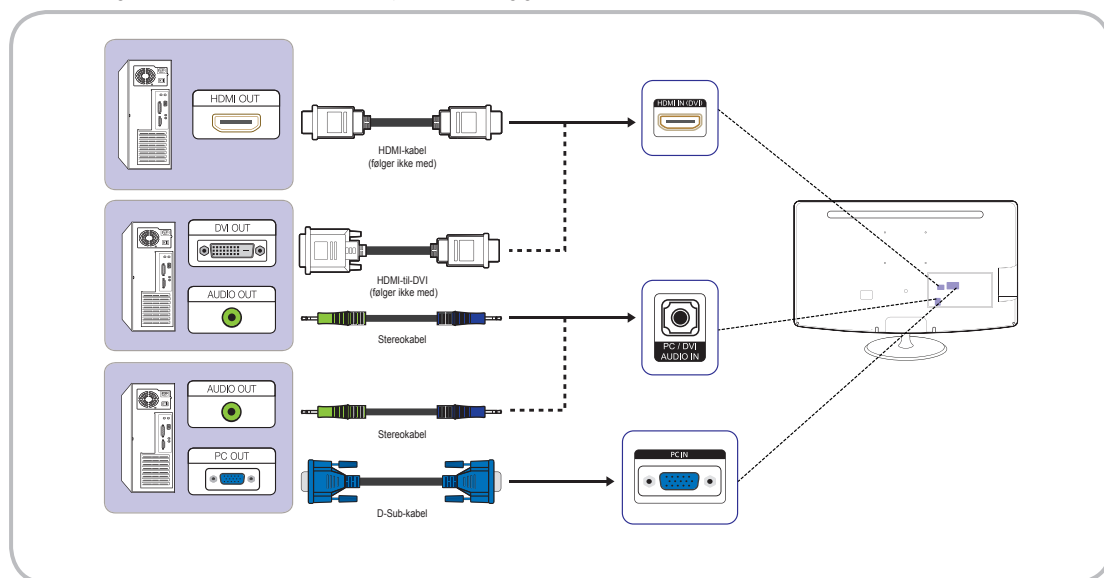 HDMI OUT
HDMI-kabel
(følger ikke med)
HDMI IN (DVI)
DVI OUT
HDMI-til-DVI
(følger ikke med)
AUDIO OUT
Stereokabel
PC / DVI
AUDIO IN
AUDIO OUT
Stereokabel
PC OUT
D-Sub-kabel
PC IN